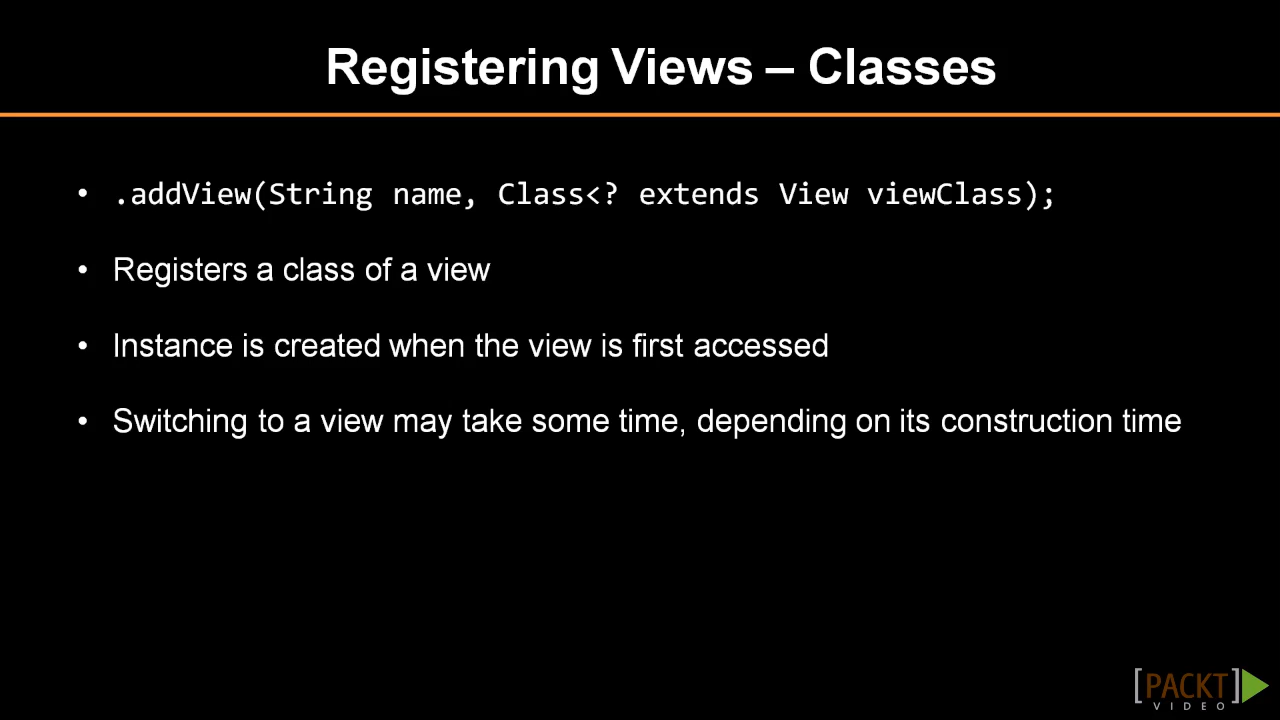 Registering Views – Classes
• .addView(String name, Class<? extends View viewClass);
• Registers a class of a view
• Instance is created when the view is first accessed
• Switching to a view may take some time, depending on its construction time
[PACKT]
VIDEO